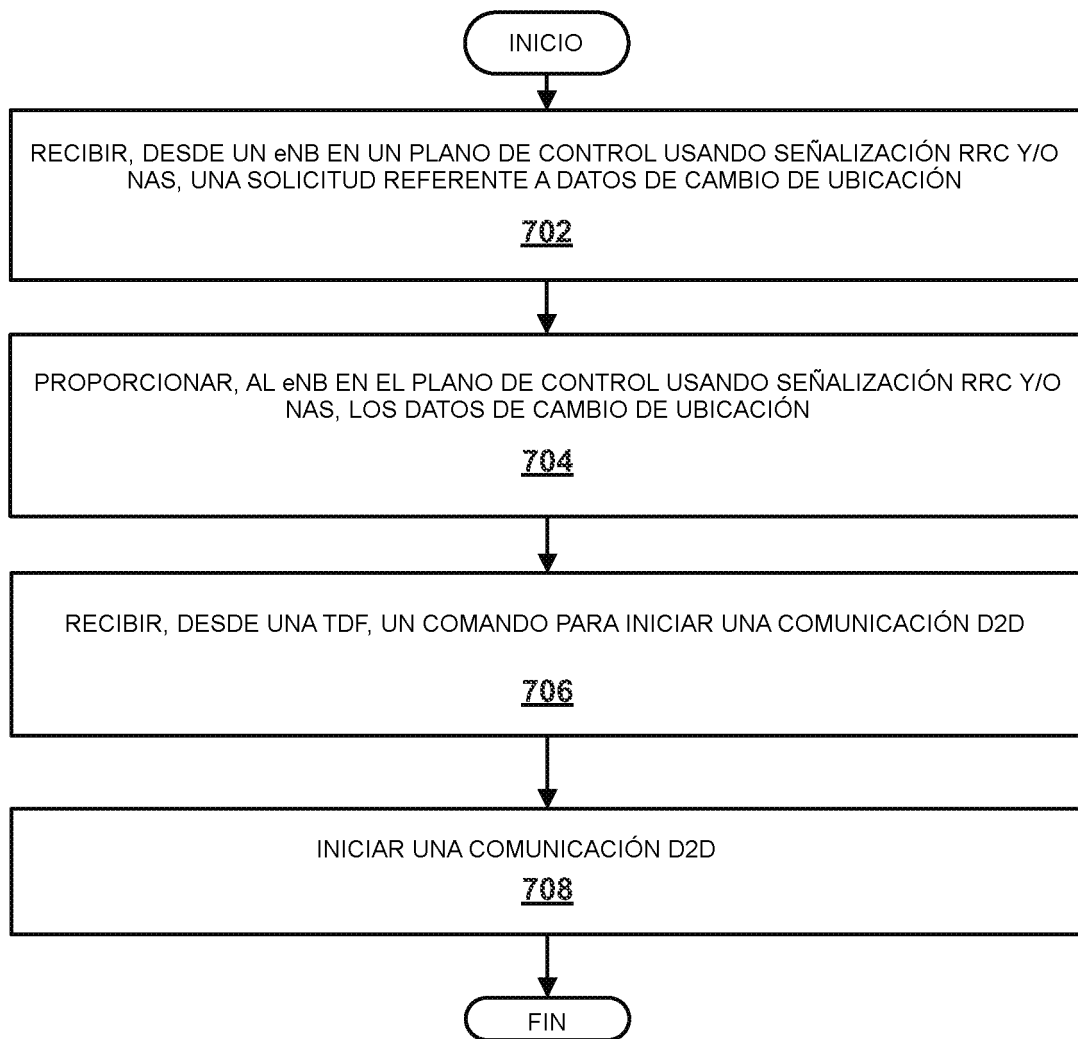 INICIO
RECIBIR, DESDE UN eNB EN UN PLANO DE CONTROL USANDO SEÑALIZACIÓN RRC Y/O
NAS, UNA SOLICITUD REFERENTE A DATOS DE CAMBIO DE UBICACIÓN
702
PROPORCIONAR, AL eNB EN EL PLANO DE CONTROL USANDO SEÑALIZACIÓN RRC Y/O
NAS, LOS DATOS DE CAMBIO DE UBICACIÓN
704
RECIBIR, DESDE UNA TDF, UN COMANDO PARA INICIAR UNA COMUNICACIÓN D2D
706
INICIAR UNA COMUNICACIÓN D2D
708
FIN